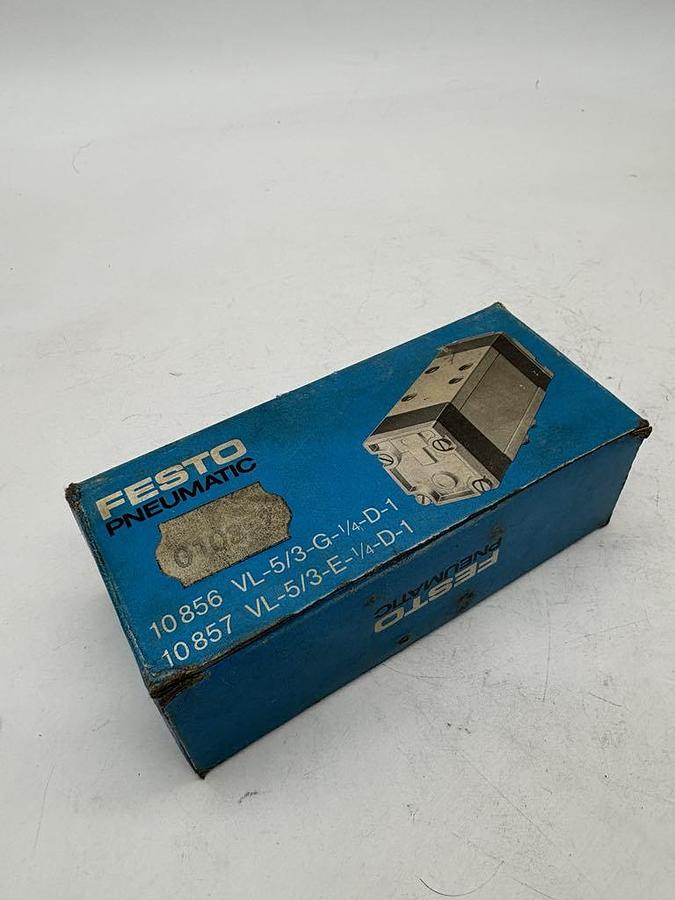 FESTO
PNEUMATIC
10856 VL-5/3-G-1/4-D-1
10857 VL-5/3-E-1/4-D-1
FESTO
PNEUMATIC